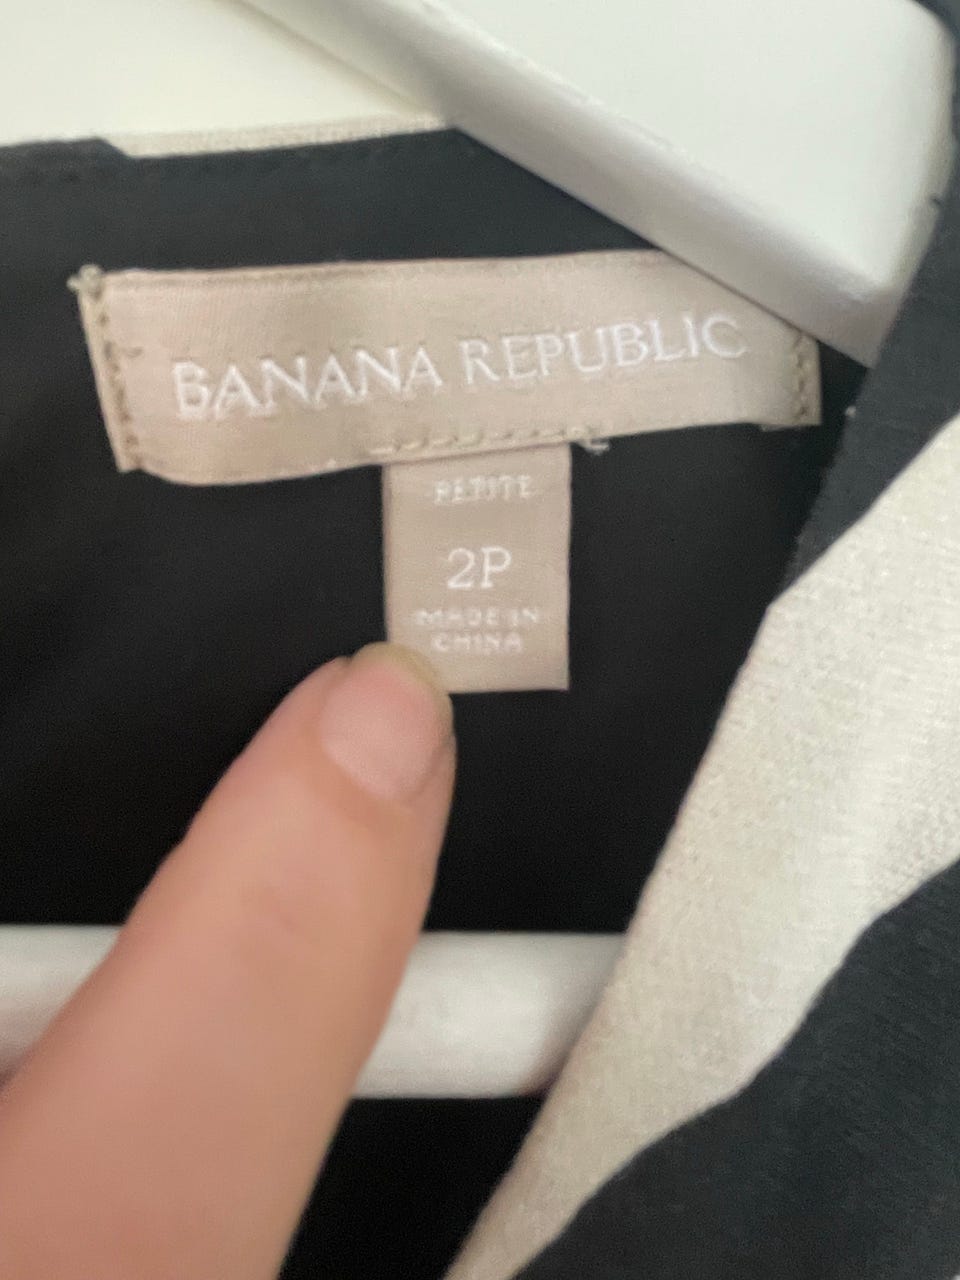 BANANA REPUBLIC
PETITE
2P
MADE IN
CHINA